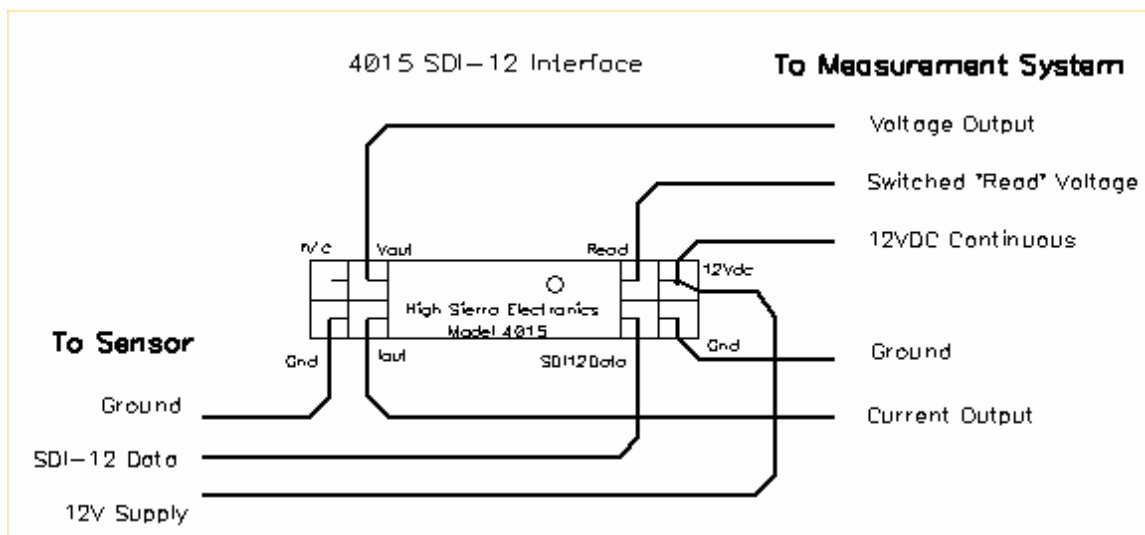 4015 SDI-12 Interface
To Measurement System
Voltage Output
Switched "Read" Voltage
12VDC Continuous
n/c
Vout
Read
12Vdc
High Sierra Electronics
Model 4015
To Sensor
Gnd
Iout
SDI12Data
Gnd
Ground
Ground
Current Output
SDI-12 Data
12V Supply